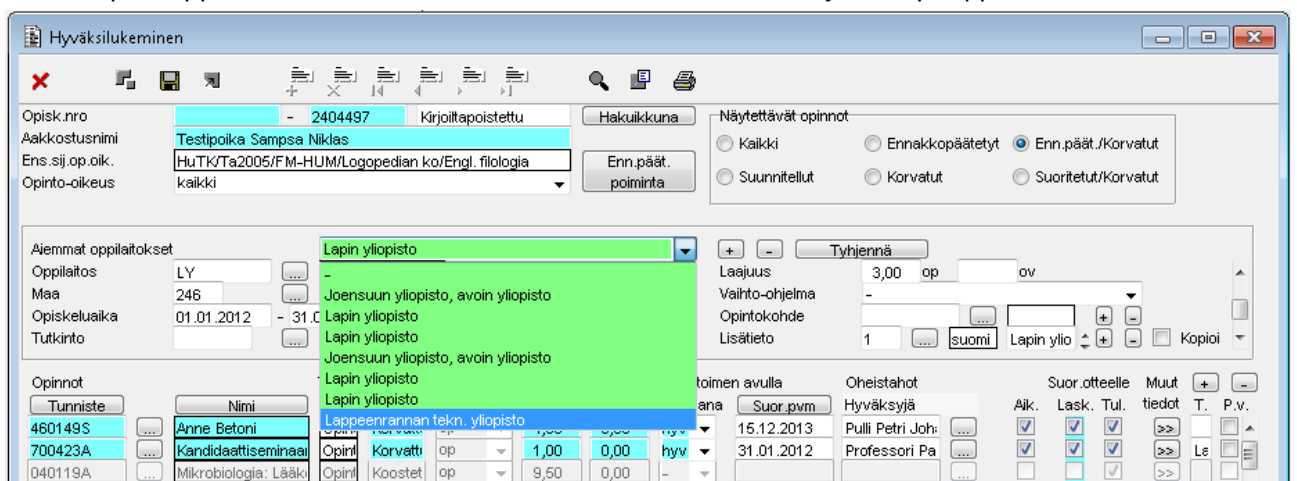 Hyväksilukeminen
Opisk.nro - 2404497 Kirjoiltapoistettu Hakuikkuna Näytettävät opinnot
Aakkostusnimi Testipoika Sampsa Niklas Kaikki Ennakkopäätetyt Enn.päät./Korvatut
Ens.sij.op.oik. HuTK/Ta2005/FM-HUM/Logopedian ko/Engl. filologia Enn.päät. poiminta
Opinto-oikeus kaikki Suunnitellut Korvatut Suoritetut/Korvatut
Aiemmat oppilaitokset Lapin yliopisto + - Tyhjennä
Oppilaitos LY ... - Laajuus 3,00 op ov
Maa 246 ... Joensuun yliopisto, avoin yliopisto Vaihto-ohjelma -
Opiskeluaika 01.01.2012 - 31.0 Lapin yliopisto Opintokohde ... + -
Tutkinto ... Lapin yliopisto Lisätieto 1 ... suomi Lapin ylio + - Kopioi
Joensuun yliopisto, avoin yliopisto
Opinnot Lapin yliopisto toimen avulla Oheistahot Suor.otteelle Muut + -
Tunniste Nimi Lapin yliopisto ana Suor.pvm Hyväksyjä Aik. Lask. Tul. tiedot T. P.v.
Lappeenrannan tekn. yliopisto
460149S ... Anne Betoni hyv 15.12.2013 Pulli Petri Joh ... >>
700423A ... Kandidaattiseminaa Opint Korvatt op 1,00 0,00 hyv 31.01.2012 Professori Pa ... >> La
040119A ... Mikrobiologia: Lääk Opint Koostet op 9,50 0,00 - ... >>